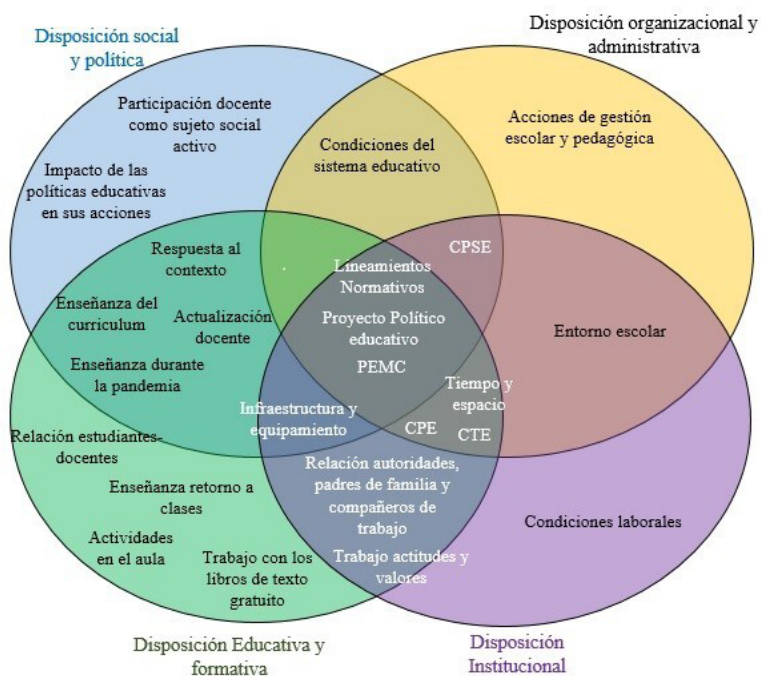 Disposición social
y política
Disposición organizacional y
administrativa
Participación docente
como sujeto social
activo
Acciones de gestión
escolar y pedagógica
Condiciones del
sistema educativo
Impacto de las
políticas educativas
en sus acciones
Respuesta al
contexto
CPSE
Lineamientos
Normativos
Enseñanza del
curriculum
Actualización
docente
Proyecto Político
educativo
Entorno escolar
Enseñanza durante
la pandemia
PEMC
Tiempo y
espacio
Infraestructura y
equipamiento
CPE
CTE
Relación estudiantes-
docentes
Relación autoridades,
padres de familia y
compañeros de
trabajo
Enseñanza retorno a
clases
Condiciones laborales
Actividades
en el aula
Trabajo con los
libros de texto
gratuito
Trabajo actitudes y
valores
Disposición Educativa y
formativa
Disposición
Institucional